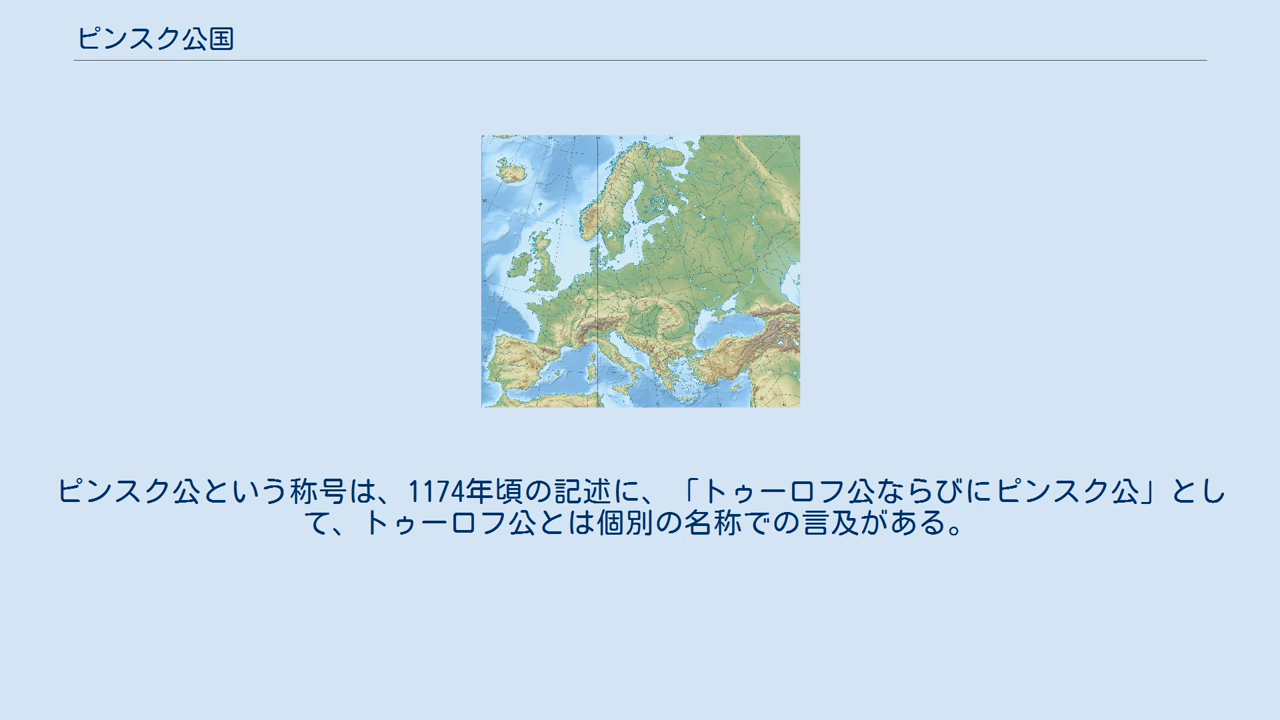 ピンスク公国
ピンスク公という称号は、1174年頃の記述に、「トゥーロフ公ならびにピンスク公」とし
て、トゥーロフ公とは個別の名称での言及がある。